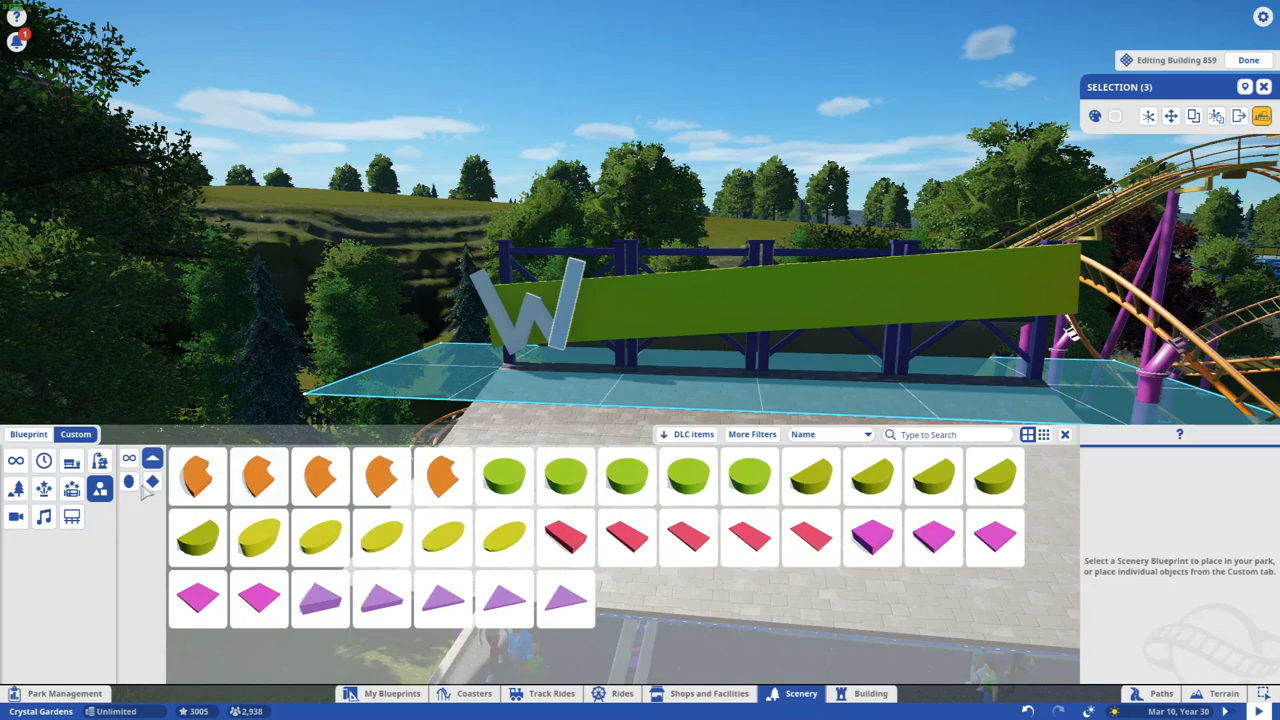 9 FPS
?
1
Editing Building 859 Done
SELECTION (3)
W
Blueprint Custom
DLC items More Filters Name Type to Search
?
Select a Scenery Blueprint to place in your park,
or place individual objects from the Custom tab.
Park Management My Blueprints Coasters Track Rides Rides Shops and Facilities Scenery Building Paths Terrain
Crystal Gardens Unlimited 3005 2,938 Mar 10, Year 30